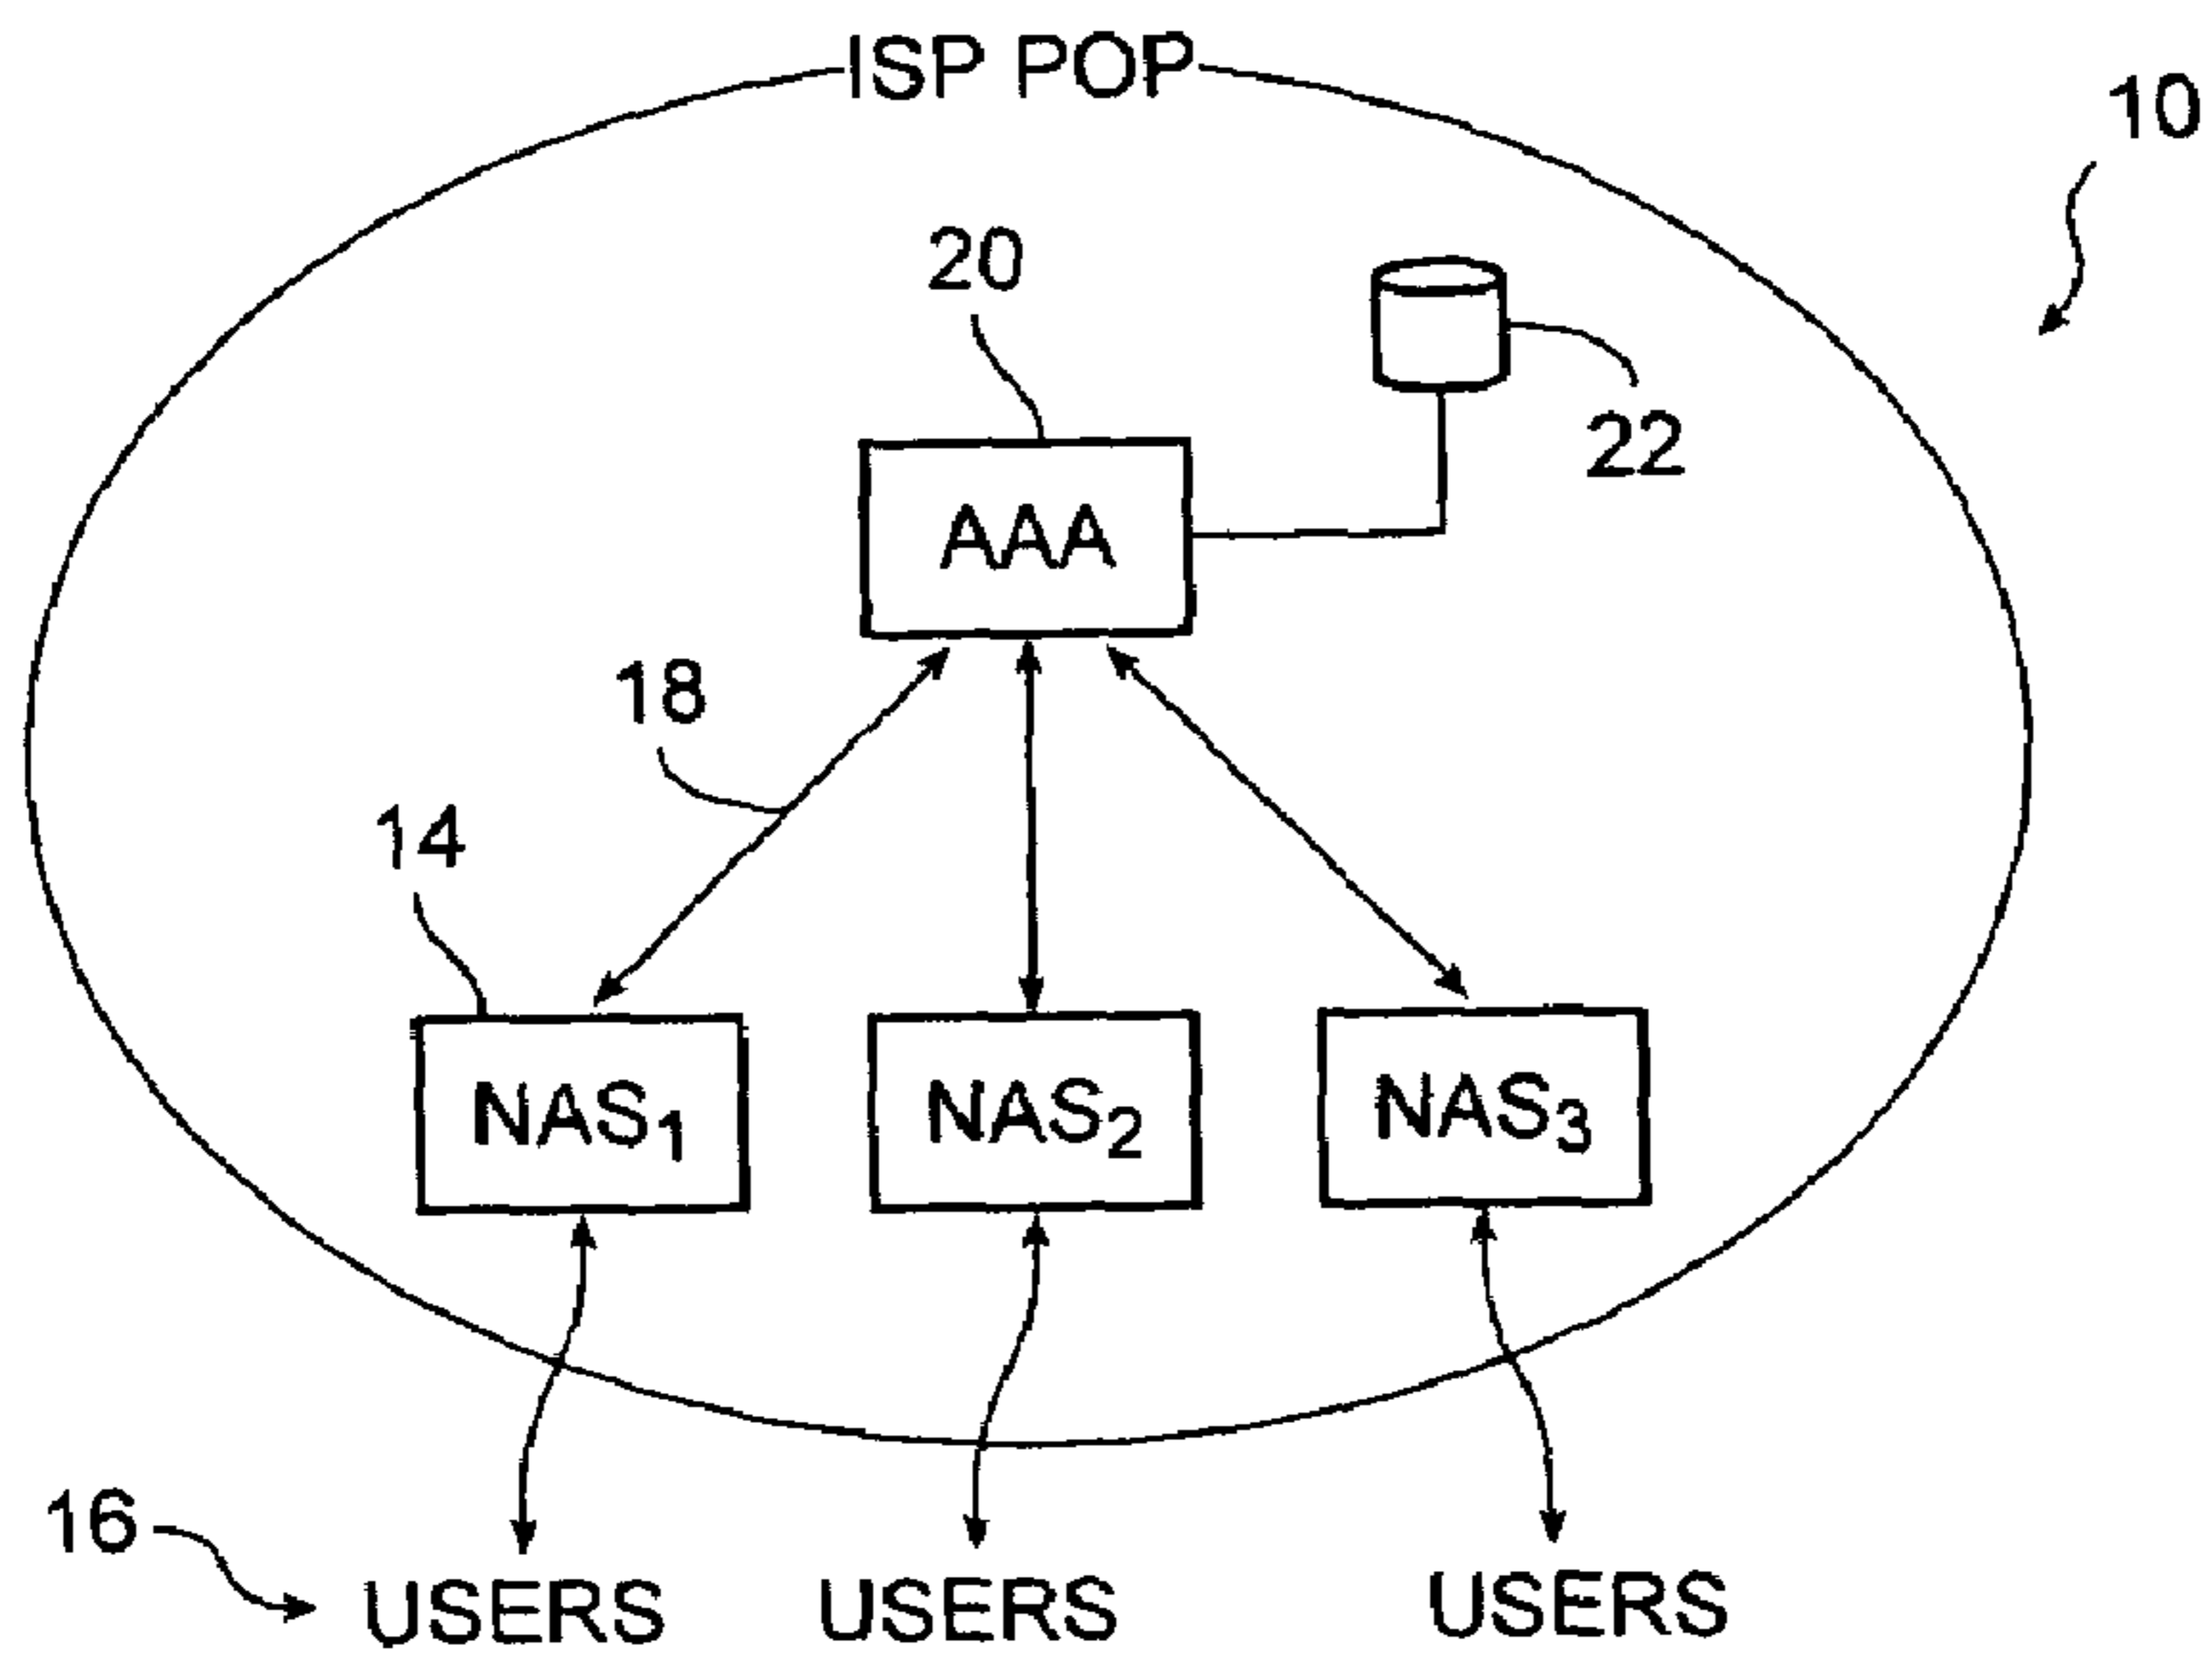 ISP POP
10
20
22
AAA
18
14
NAS1
NAS2
NAS3
16
USERS
USERS
USERS